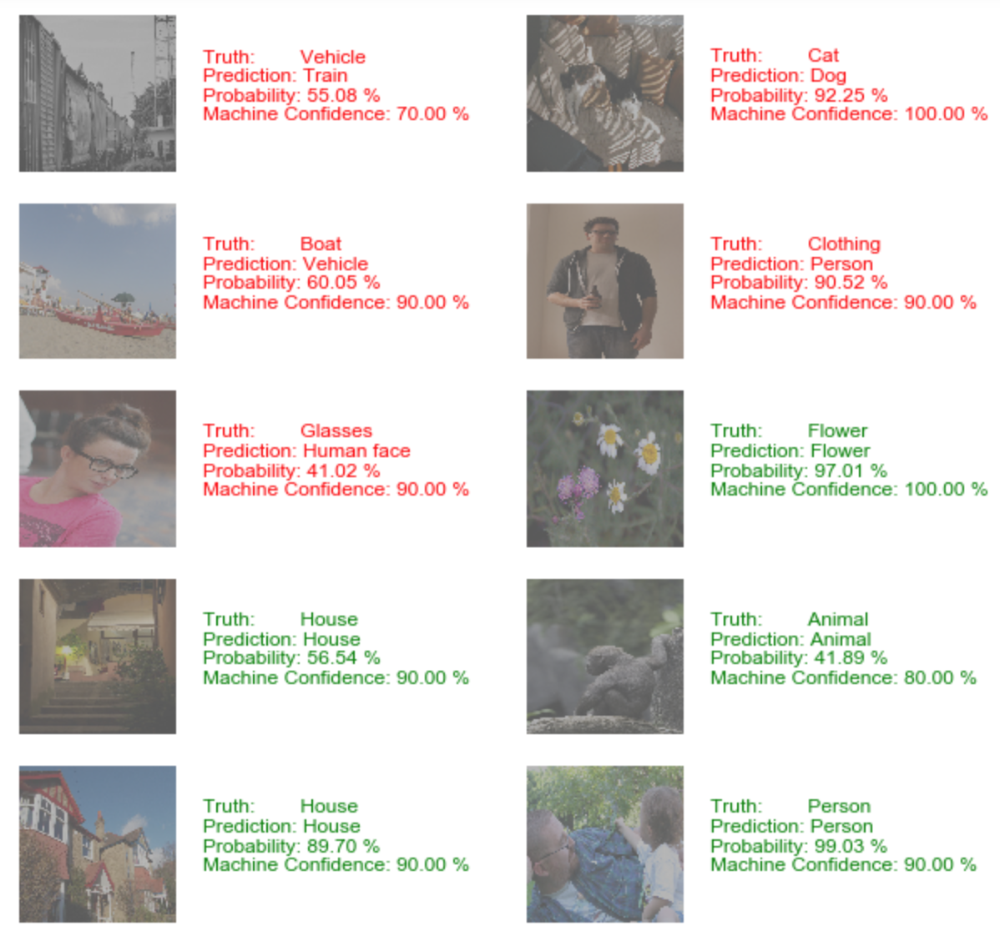 Truth: Vehicle
Prediction: Train
Probability: 55.08 %
Machine Confidence: 70.00 %
Truth: Cat
Prediction: Dog
Probability: 92.25 %
Machine Confidence: 100.00 %
Truth: Boat
Prediction: Vehicle
Probability: 60.05 %
Machine Confidence: 90.00 %
Truth: Clothing
Prediction: Person
Probability: 90.52 %
Machine Confidence: 90.00 %
Truth: Glasses
Prediction: Human face
Probability: 41.02 %
Machine Confidence: 90.00 %
Truth: Flower
Prediction: Flower
Probability: 97.01 %
Machine Confidence: 100.00 %
Truth: House
Prediction: House
Probability: 56.54 %
Machine Confidence: 90.00 %
Truth: Animal
Prediction: Animal
Probability: 41.89 %
Machine Confidence: 80.00 %
Truth: House
Prediction: House
Probability: 89.70 %
Machine Confidence: 90.00 %
Truth: Person
Prediction: Person
Probability: 99.03 %
Machine Confidence: 90.00 %